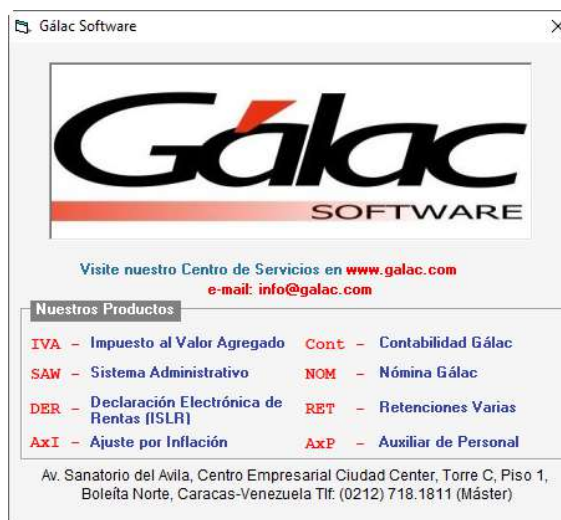 Gálac Software
Gálac
SOFTWARE
Visite nuestro Centro de Servicios en www.galac.com
e-mail: info@galac.com
Nuestros Productos
IVA - Impuesto al Valor Agregado
Cont - Contabilidad Gálac
SAW - Sistema Administrativo
NOM - Nómina Gálac
DER - Declaración Electrónica de
Rentas (ISLR)
RET - Retenciones Varias
AxI - Ajuste por Inflación
AxP - Auxiliar de Personal
Av. Sanatorio del Avila, Centro Empresarial Ciudad Center, Torre C, Piso 1,
Boleíta Norte, Caracas-Venezuela Tlf: (0212) 718.1811 (Máster)